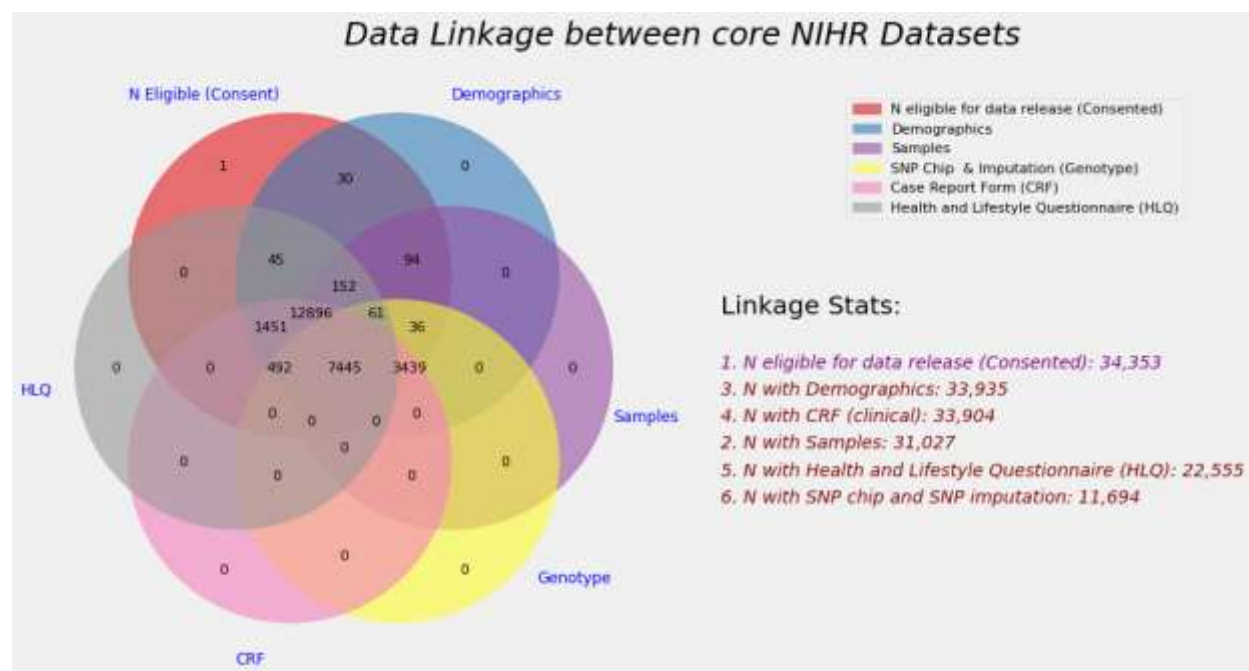 Data Linkage between core NIHR Datasets
N Eligible (Consent)
Demographics
N eligible for data release (Consented)
Demographics
Samples
SNP Chip & Imputation (Genotype)
Case Report Form (CRF)
Health and Lifestyle Questionnaire (HLQ)
1
30
0
0
45
94
0
152
12896
61
1451
36
0
0
492
7445
3439
0
0
HLQ
Samples
0
0
0
0
0
0
0
0
0
0
0
0
Genotype
CRF
Linkage Stats:
1. N eligible for data release (Consented): 34,353
3. N with Demographics: 33,935
4. N with CRF (clinical): 33,904
2. N with Samples: 31,027
5. N with Health and Lifestyle Questionnaire (HLQ): 22,555
6. N with SNP chip and SNP imputation: 11,694